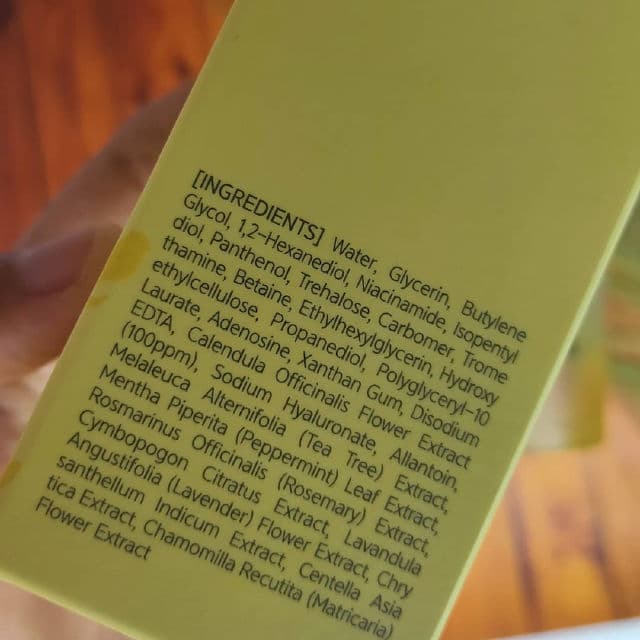 [INGREDIENTS] Water, Glycerin, Butylene
Glycol, 1,2-Hexanediol, Niacinamide, Isopentyl
diol, Panthenol, Trehalose, Carbomer, Trome
thamine, Betaine, Ethylhexylglycerin, Hydroxy
ethylcellulose, Propanediol, Polyglyceryl-10
Laurate, Adenosine, Xanthan Gum, Disodium
EDTA, Calendula Officinalis Flower Extract
(100ppm), Sodium Hyaluronate, Allantoin,
Melaleuca Alternifolia (Tea Tree) Extract,
Mentha Piperita (Peppermint) Leaf Extract,
Rosmarinus Officinalis (Rosemary) Extract,
Cymbopogon Citratus Extract, Lavandula
Angustifolia (Lavender) Flower Extract, Chry
santhellum Indicum Extract, Centella Asia
tica Extract, Chamomilla Recutita (Matricaria)
Flower Extract